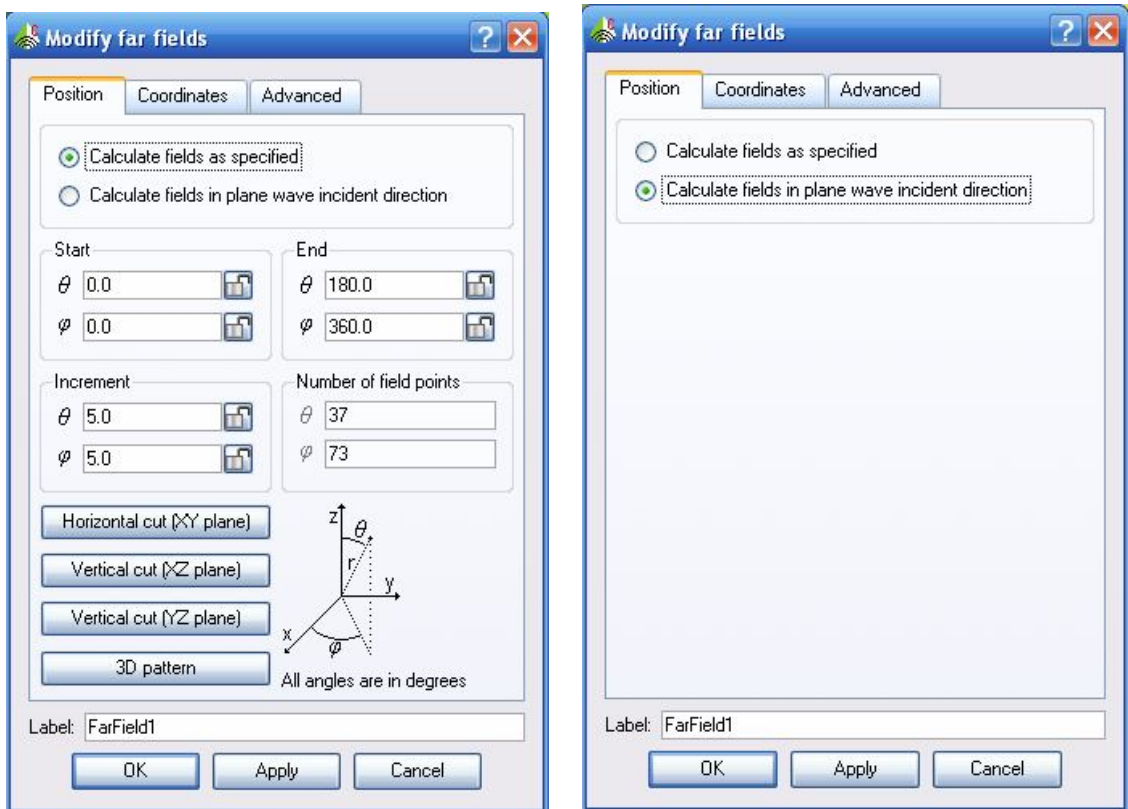 Modify far fields
Position Coordinates Advanced
Calculate fields as specified
Calculate fields in plane wave incident direction
Start End
θ 0.0 θ 180.0
φ 0.0 φ 360.0
Increment Number of field points
θ 5.0 θ 37
φ 5.0 φ 73
Horizontal cut (XY plane)
Vertical cut (XZ plane)
Vertical cut (YZ plane)
3D pattern
z θ
r
y
x
φ
All angles are in degrees
Label: FarField1
OK Apply Cancel
Modify far fields
Position Coordinates Advanced
Calculate fields as specified
Calculate fields in plane wave incident direction
Label: FarField1
OK Apply Cancel